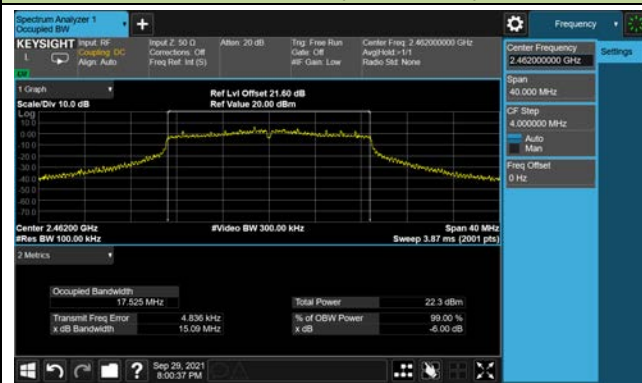 Spectrum Analyzer 1
Occupied BW
Frequency
KEYSIGHT
Input: RF
Coupling: DC
Align: Auto
Input Z: 50 Ω
Corrections: Off
Freq Ref: Int (S)
Atten: 20 dB
Trig: Free Run
Gate: Off
#IF Gain: Low
Center Freq: 2.462000000 GHz
Avg|Hold:>1/1
Radio Std: None
Center Frequency
2.462000000 GHz
Settings
Span
40.000 MHz
CF Step
4.000000 MHz
Auto
Man
Freq Offset
0 Hz
1 Graph
Scale/Div 10.0 dB
Ref Lvl Offset 21.60 dB
Ref Value 20.00 dBm
Log
10.0
0.00
-10.0
-20.0
-30.0
-40.0
-50.0
-60.0
-70.0
Center 2.46200 GHz
#Res BW 100.00 kHz
#Video BW 300.00 kHz
Span 40 MHz
Sweep 3.87 ms (2001 pts)
2 Metrics
Occupied Bandwidth
17.525 MHz
Total Power 22.3 dBm
Transmit Freq Error 4.836 kHz
% of OBW Power 99.00 %
x dB Bandwidth 15.09 MHz
x dB -6.00 dB
Sep 29, 2021
8:00:37 PM